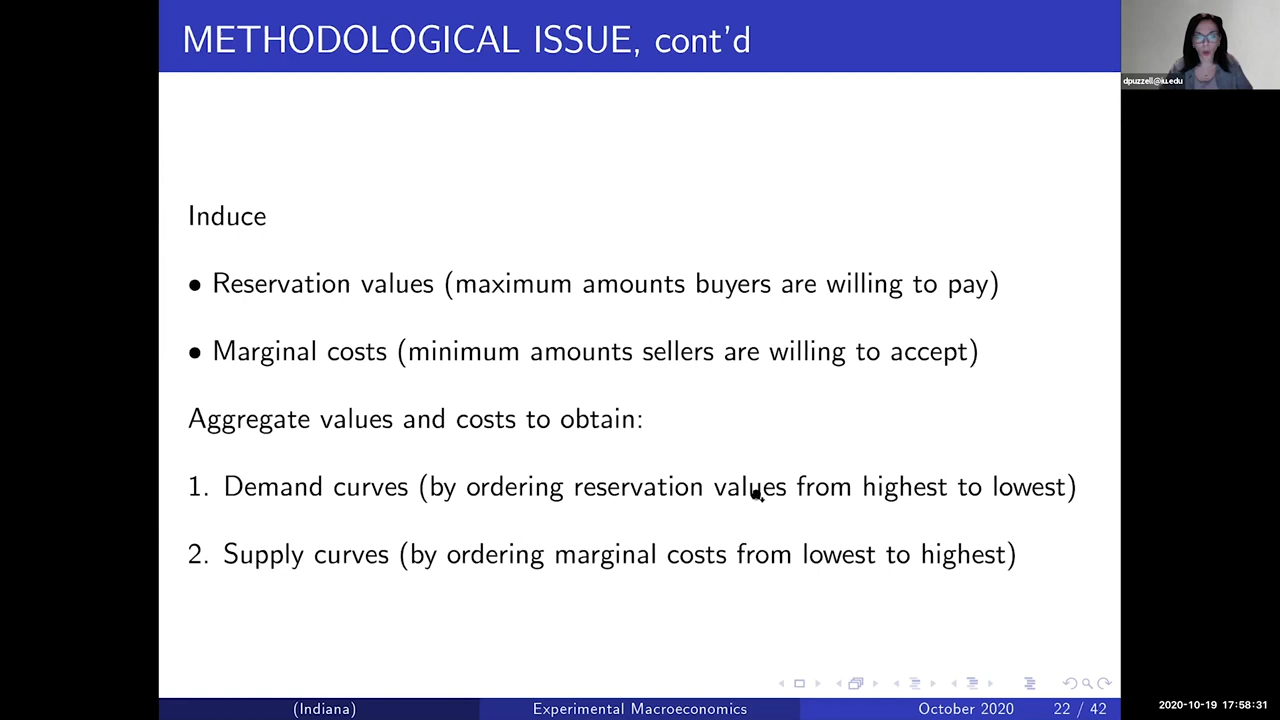 METHODOLOGICAL ISSUE, cont'd
dpuzzell@iu.edu
Induce
• Reservation values (maximum amounts buyers are willing to pay)
• Marginal costs (minimum amounts sellers are willing to accept)
Aggregate values and costs to obtain:
1. Demand curves (by ordering reservation values from highest to lowest)
2. Supply curves (by ordering marginal costs from lowest to highest)
(Indiana) Experimental Macroeconomics October 2020 22 / 42
2020-10-19 17:58:31